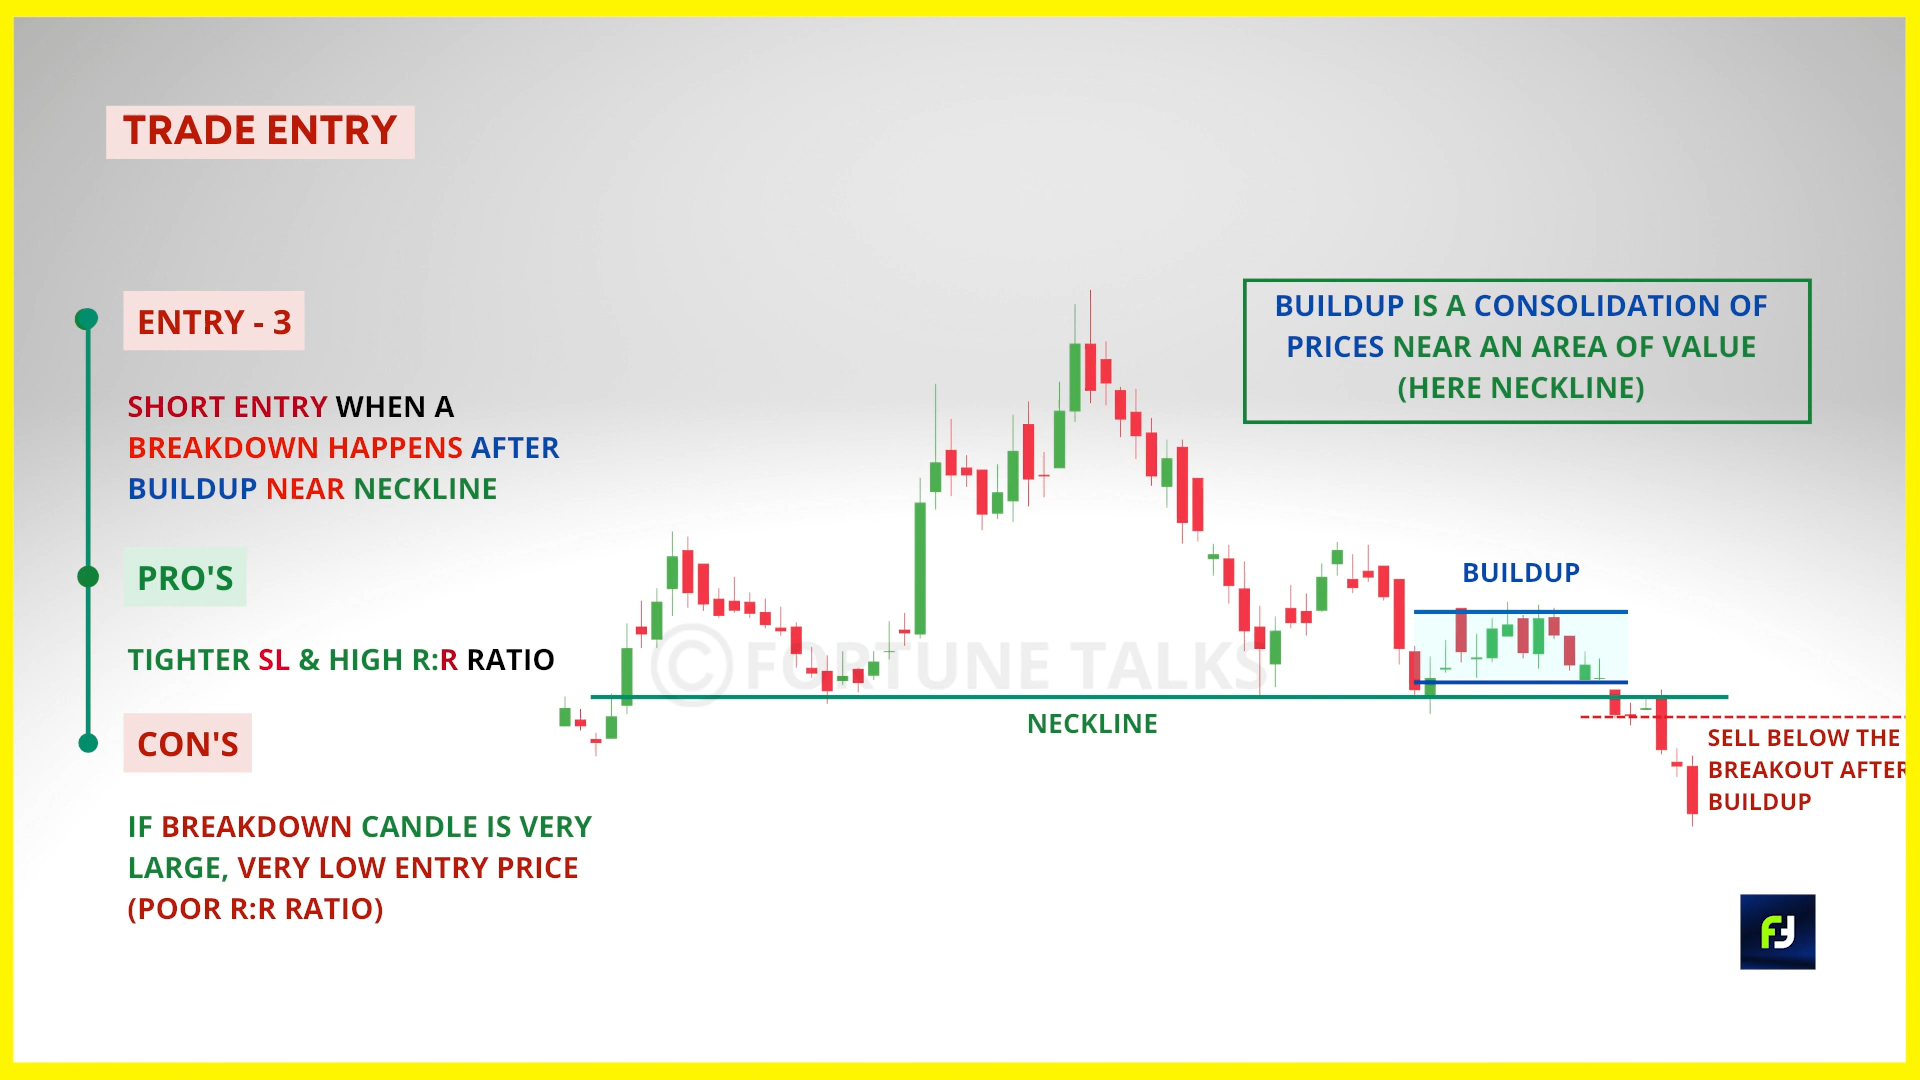 TRADE ENTRY
ENTRY - 3
SHORT ENTRY WHEN A
BREAKDOWN HAPPENS AFTER
BUILDUP NEAR NECKLINE
PRO'S
TIGHTER SL & HIGH R:R RATIO
CON'S
IF BREAKDOWN CANDLE IS VERY
LARGE, VERY LOW ENTRY PRICE
(POOR R:R RATIO)
BUILDUP IS A CONSOLIDATION OF
PRICES NEAR AN AREA OF VALUE
(HERE NECKLINE)
BUILDUP
© FORTUNE TALKS
NECKLINE
SELL BELOW THE
BREAKOUT AFTER
BUILDUP